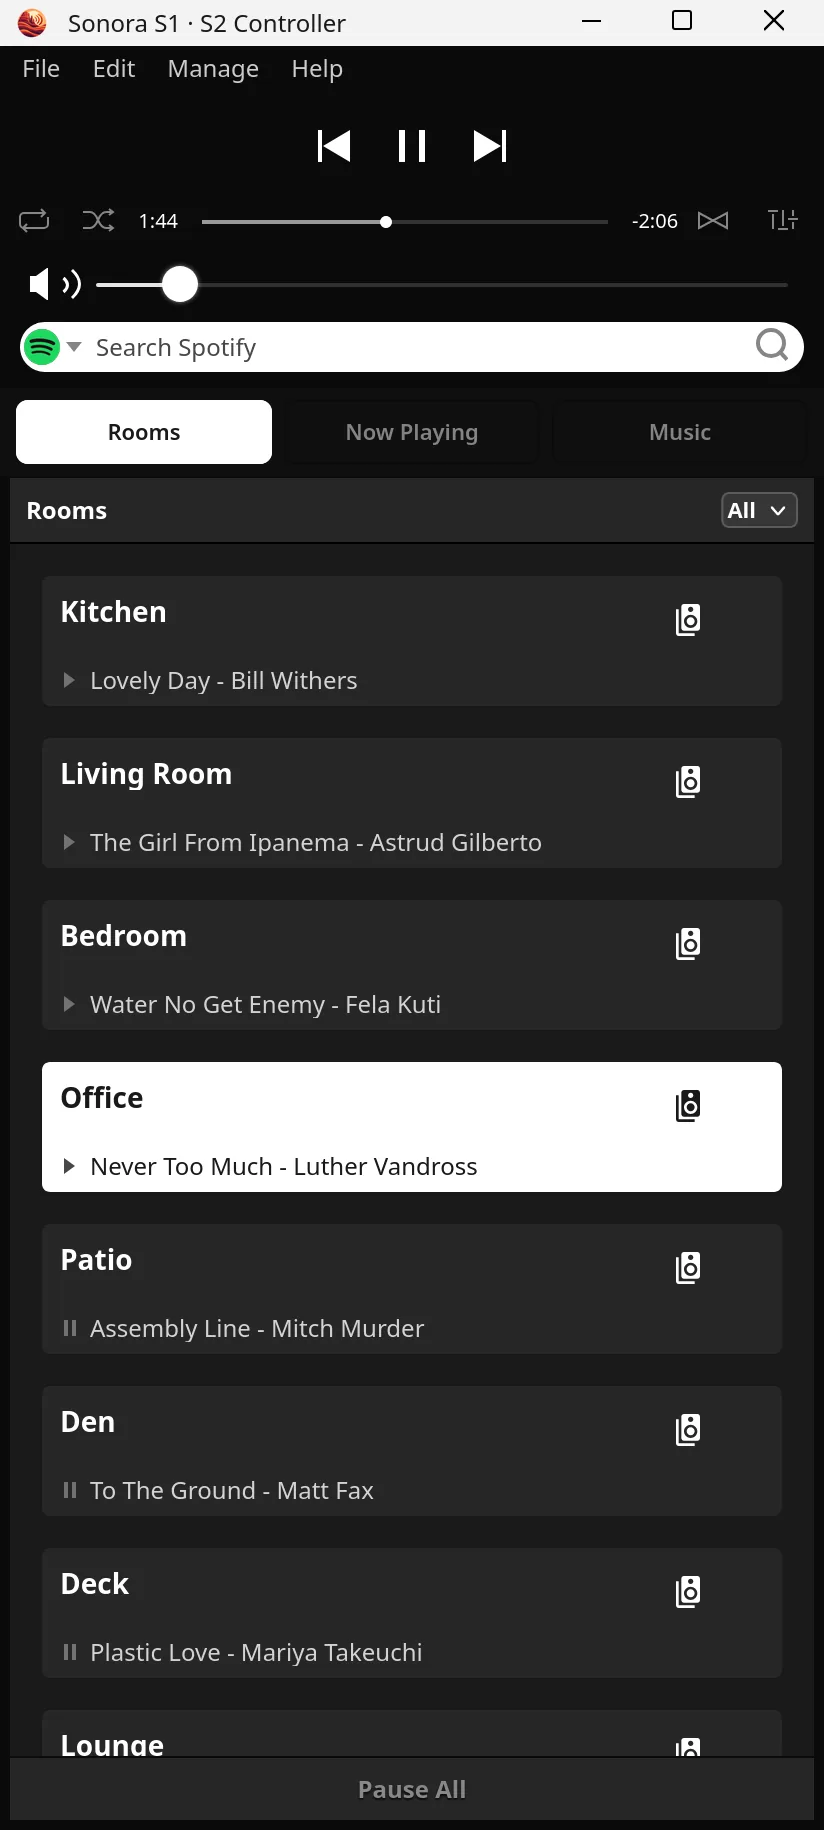 Sonora S1 · S2 Controller
File Edit Manage Help
1:44 -2:06
Search Spotify
Rooms Now Playing Music
Rooms All
Kitchen
Lovely Day - Bill Withers
Living Room
The Girl From Ipanema - Astrud Gilberto
Bedroom
Water No Get Enemy - Fela Kuti
Office
Never Too Much - Luther Vandross
Patio
Assembly Line - Mitch Murder
Den
To The Ground - Matt Fax
Deck
Plastic Love - Mariya Takeuchi
Lounge
Pause All